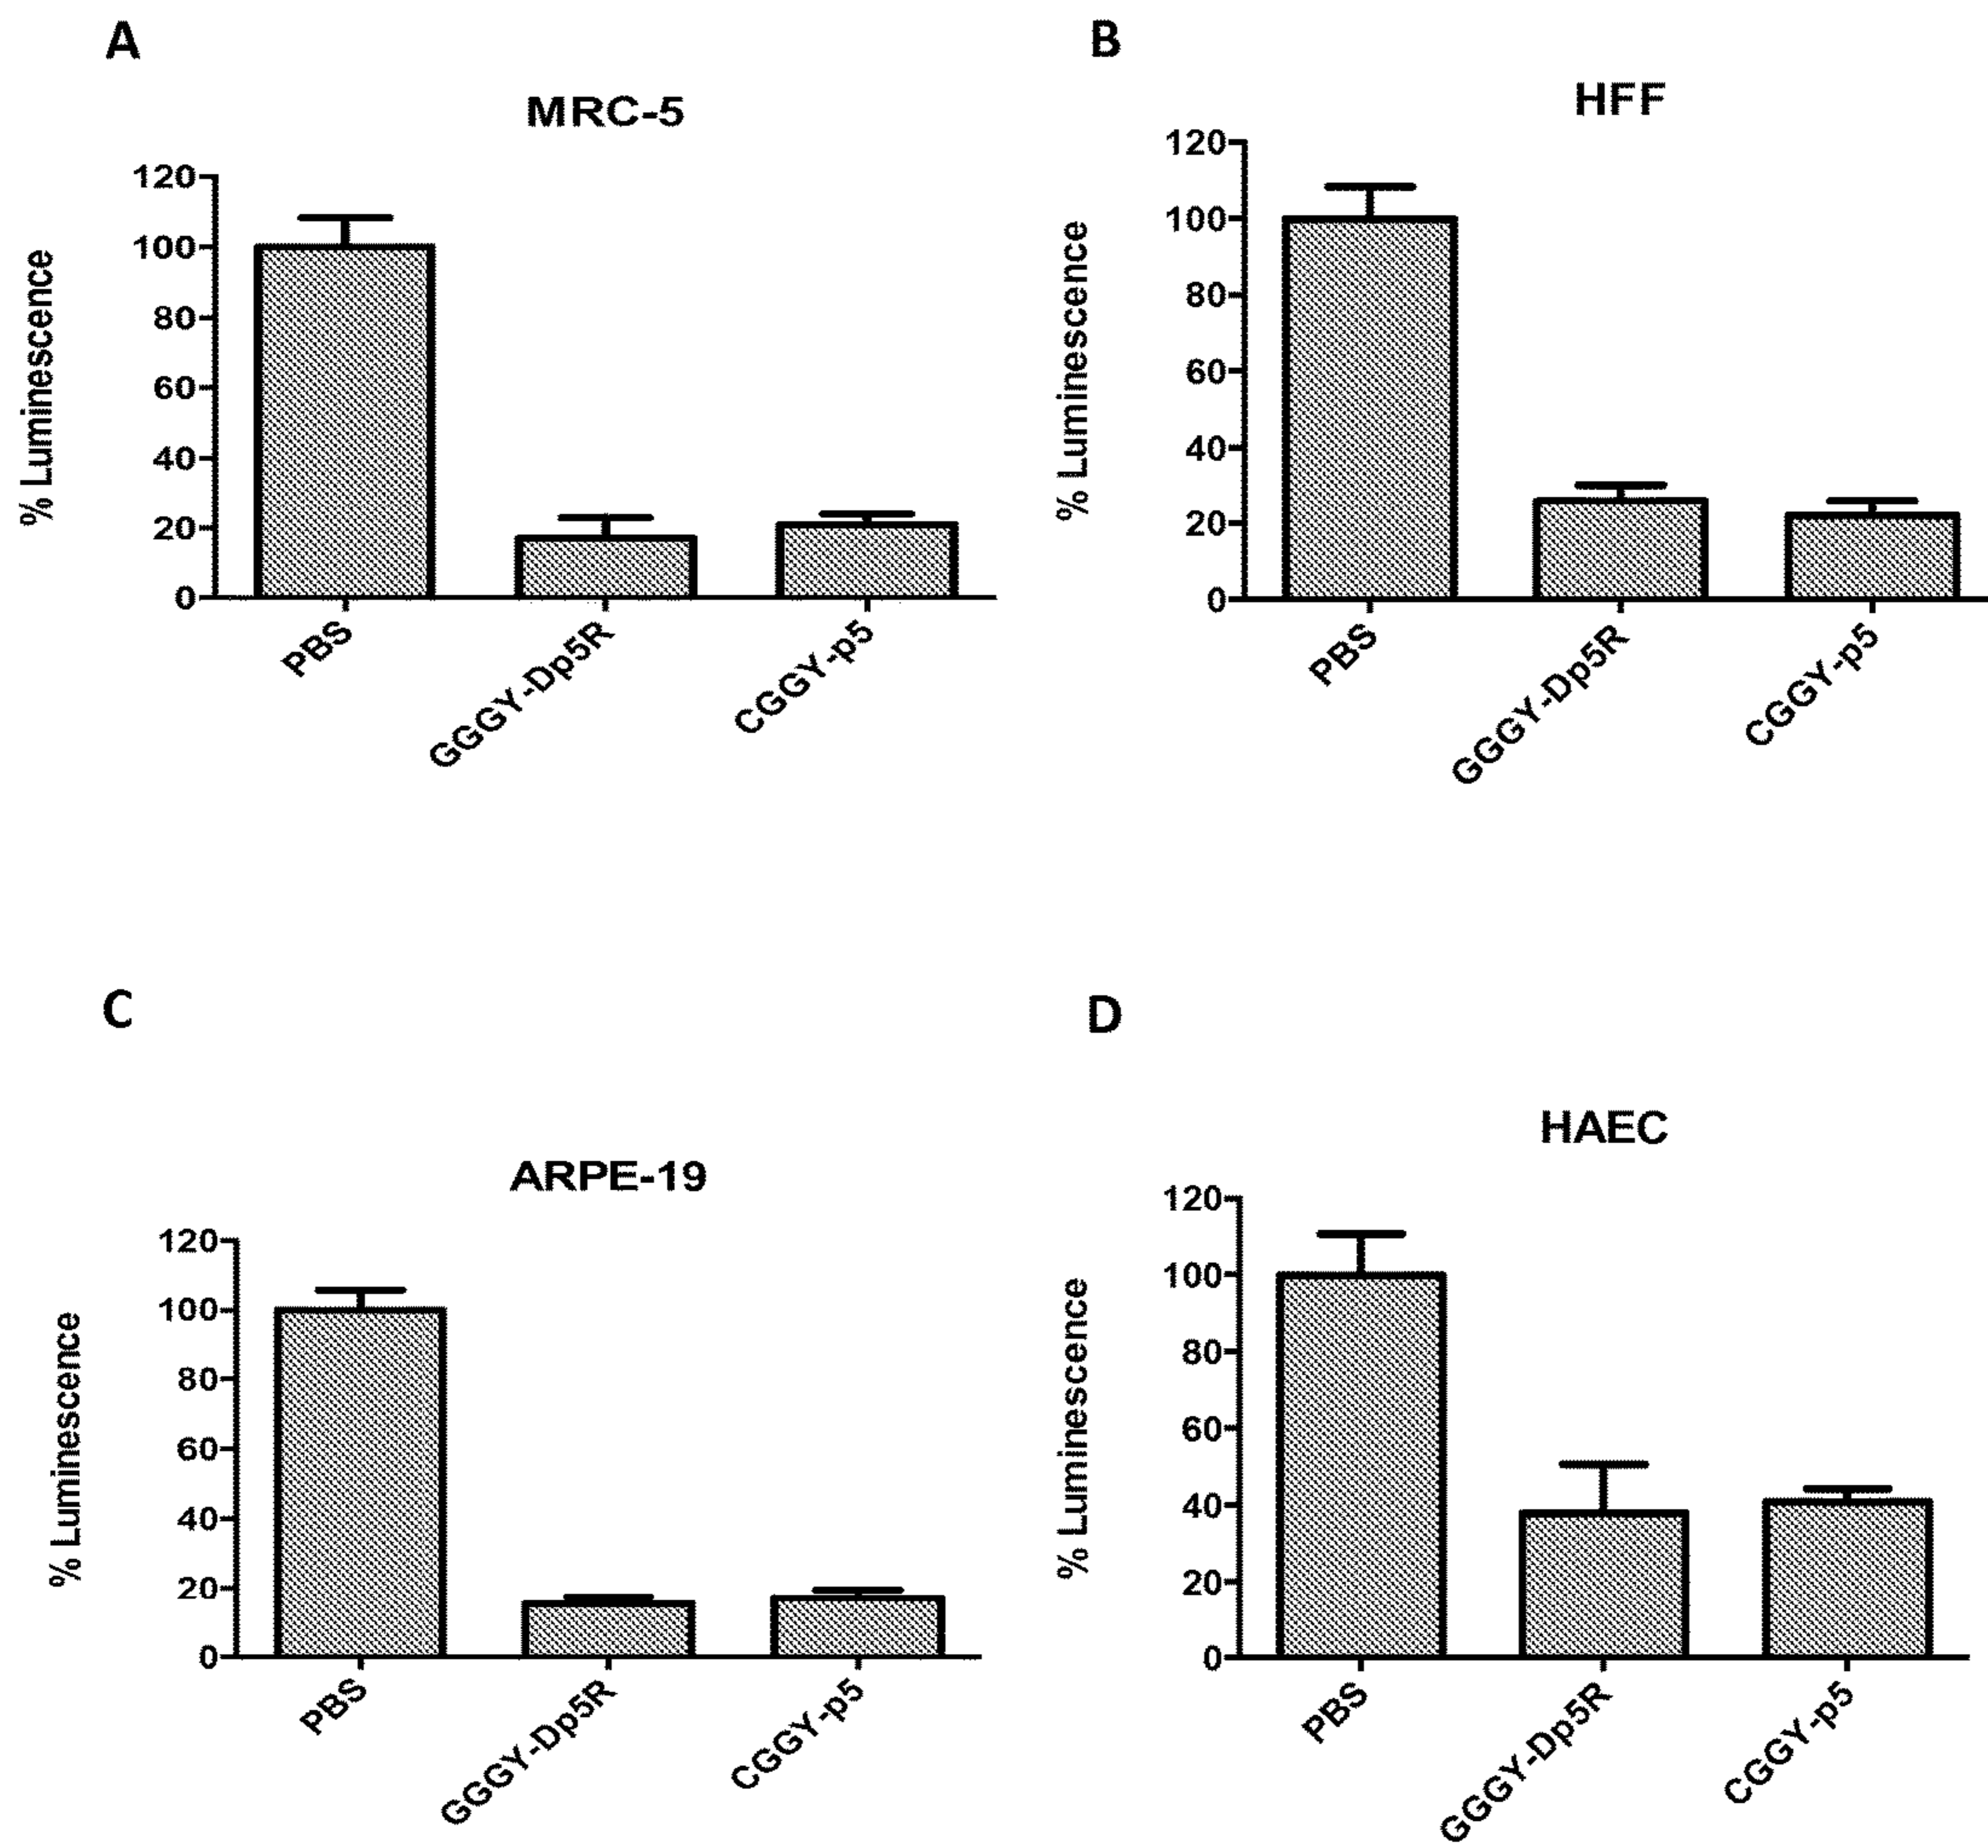 A
MRC-5
% Luminescence
120
100
80
60
40
20
0
PBS
GGGY-Dp5R
CGGY-p5
B
HFF
% Luminescence
120
100
80
60
40
20
0
PBS
GGGY-Dp5R
CGGY-p5
C
ARPE-19
% Luminescence
120
100
80
60
40
20
0
PBS
GGGY-Dp5R
CGGY-p5
D
HAEC
% Luminescence
120
100
80
60
40
20
0
PBS
GGGY-Dp5R
CGGY-p5